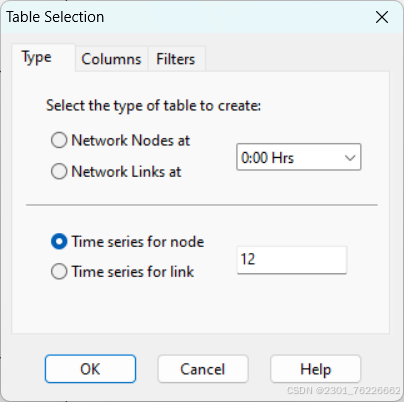 Table Selection
Type Columns Filters
Select the type of table to create:
Network Nodes at
0:00 Hrs
Network Links at
Time series for node
12
Time series for link
OK Cancel Help
CSDN @2301_76226662